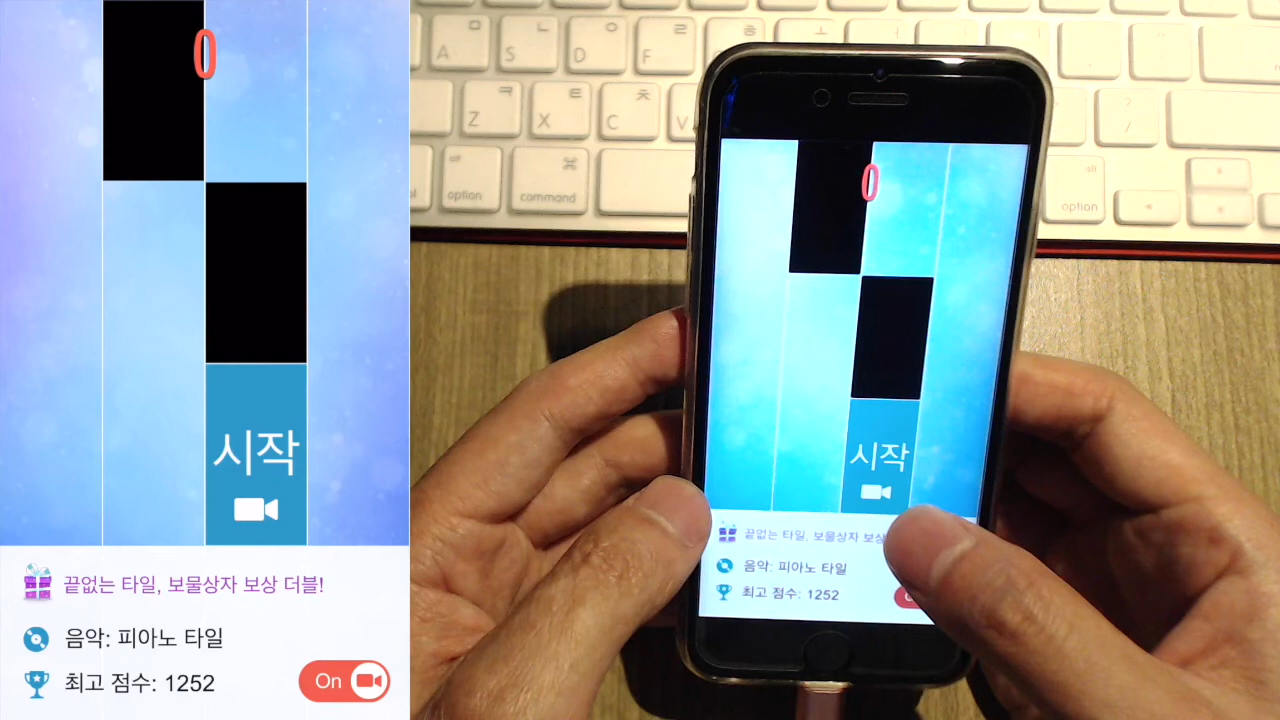 0
시작
끝없는 타일, 보물상자 보상 더블!
음악: 피아노 타일
최고 점수: 1252
On
A ㅁ
S ㄴ
D ㅇ
F ㄹ
ㅎ
ㅗ
Z ㅋ
X ㅌ
C ㅊ
V
?
/
alt
option
⌘
command
alt
option
0
시작
끝없는 타일, 보물상자 보상
음악: 피아노 타일
최고 점수: 1252